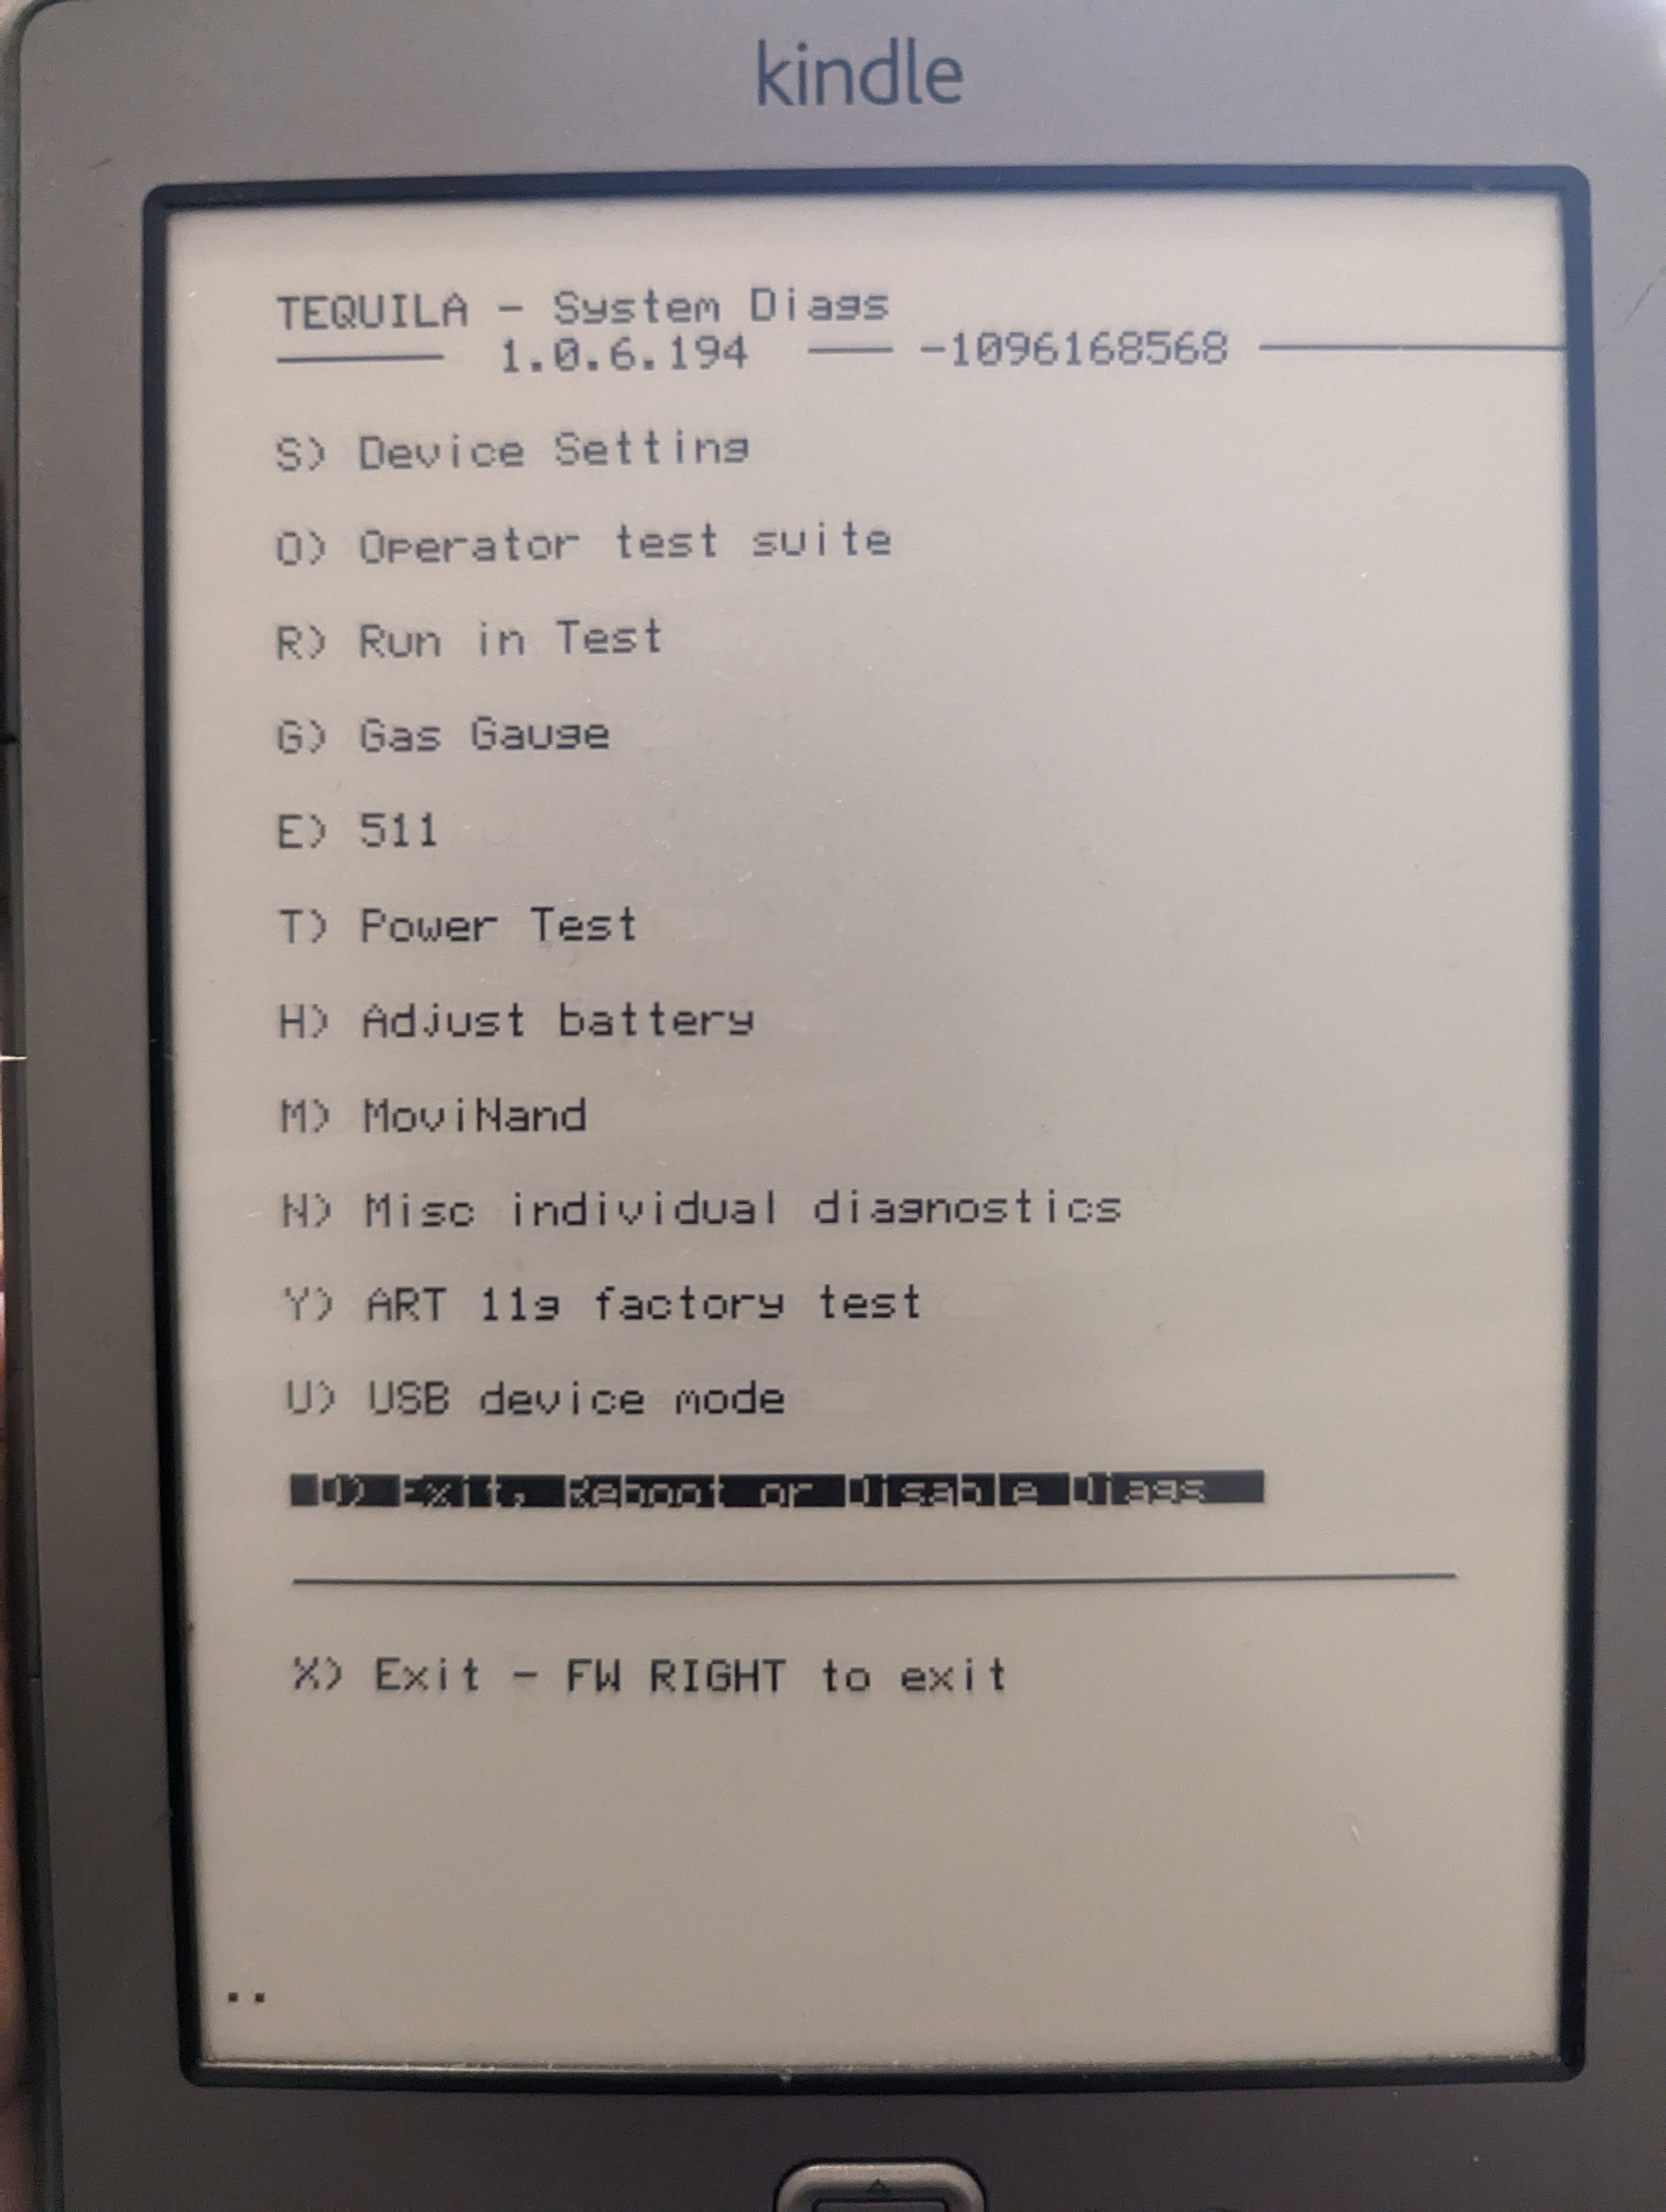 kindle
TEQUILA - System Diags
1.0.6.194 -1096168568
S) Device Setting
O) Operator test suite
R) Run in Test
G) Gas Gauge
E) 511
T) Power Test
H) Adjust battery
M) MoviNand
N) Misc individual diagnostics
Y) ART 11g factory test
U) USB device mode
Exit, Reboot or Disable Diags
X) Exit - FW RIGHT to exit
..